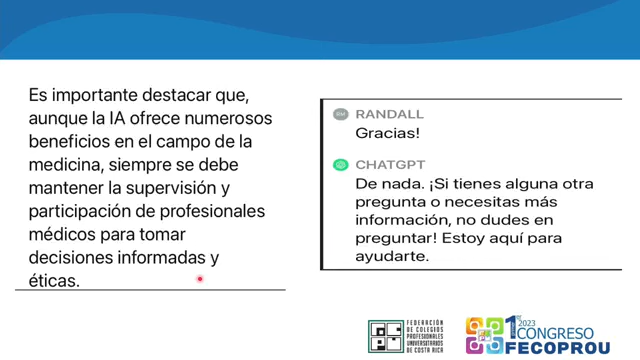 Es importante destacar que,
aunque la IA ofrece numerosos
beneficios en el campo de la
medicina, siempre se debe
mantener la supervisión y
participación de profesionales
médicos para tomar
decisiones informadas y
éticas.
RANDALL
Gracias!
CHATGPT
De nada. ¡Si tienes alguna otra
pregunta o necesitas más
información, no dudes en
preguntar! Estoy aquí para
ayudarte.
FEDERACIÓN
DE COLEGIOS
PROFESIONALES
UNIVERSITARIOS
DE COSTA RICA
2023
CONGRESO
FECOPROU